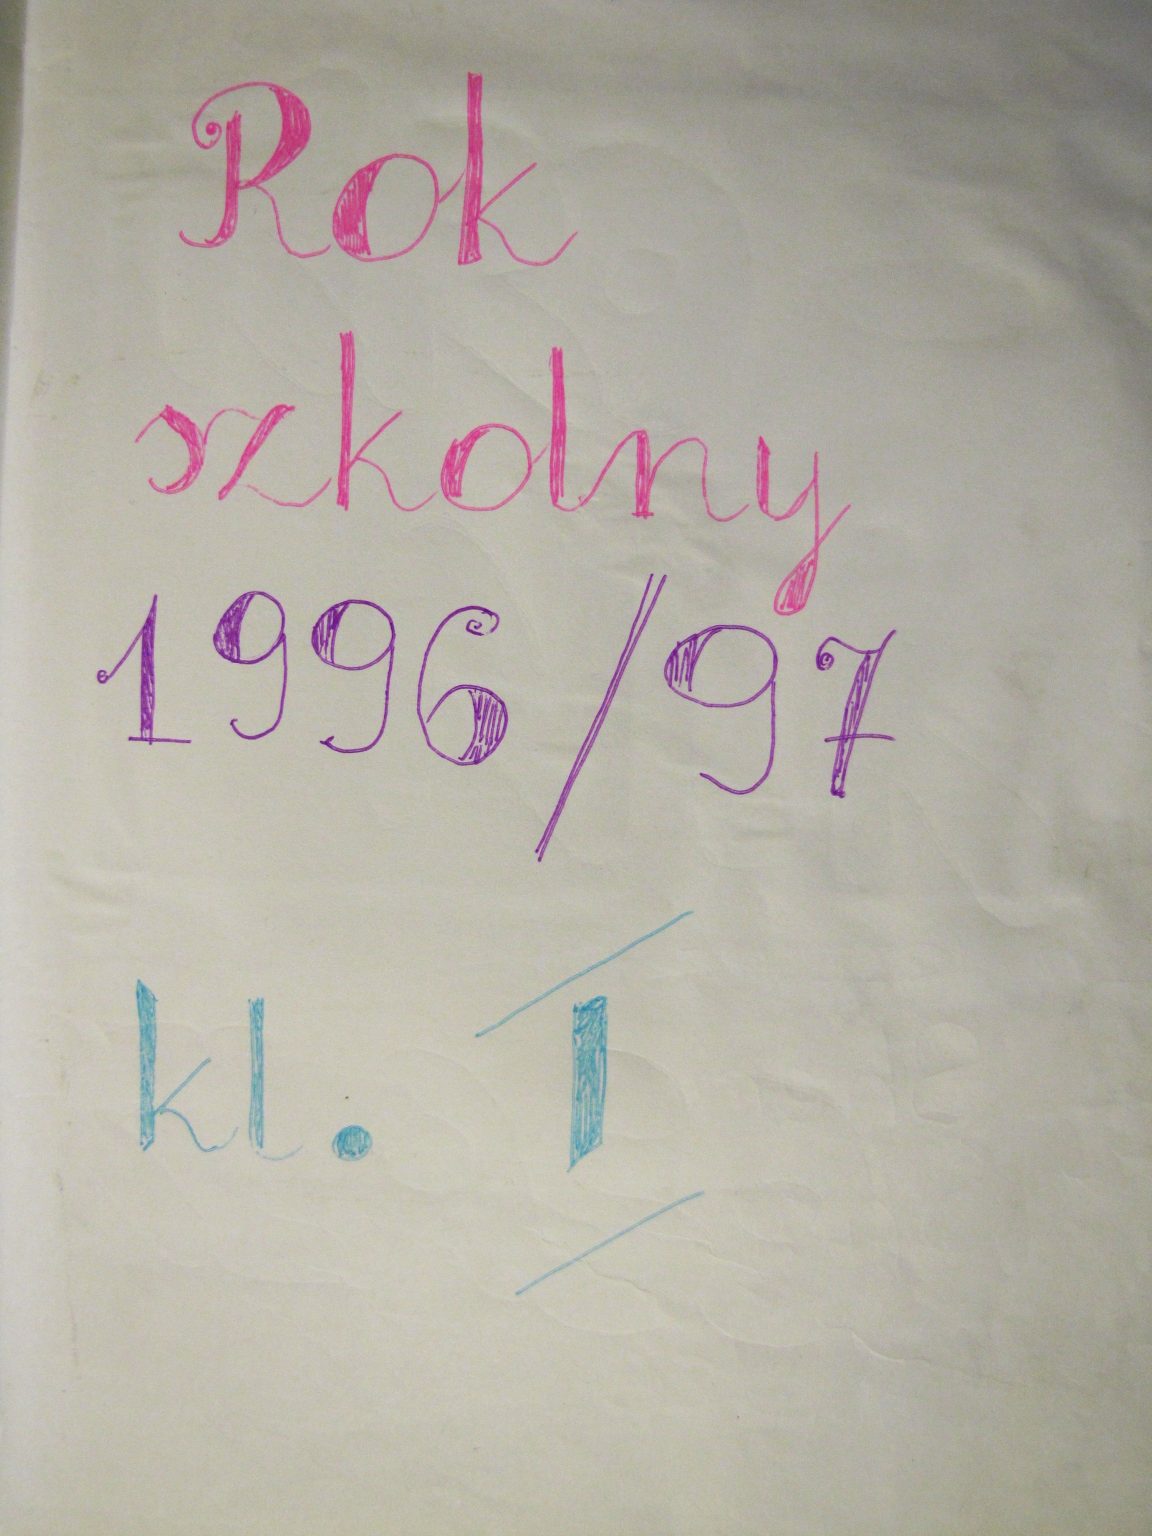 Rok
szkolny
1996/97
kl. I